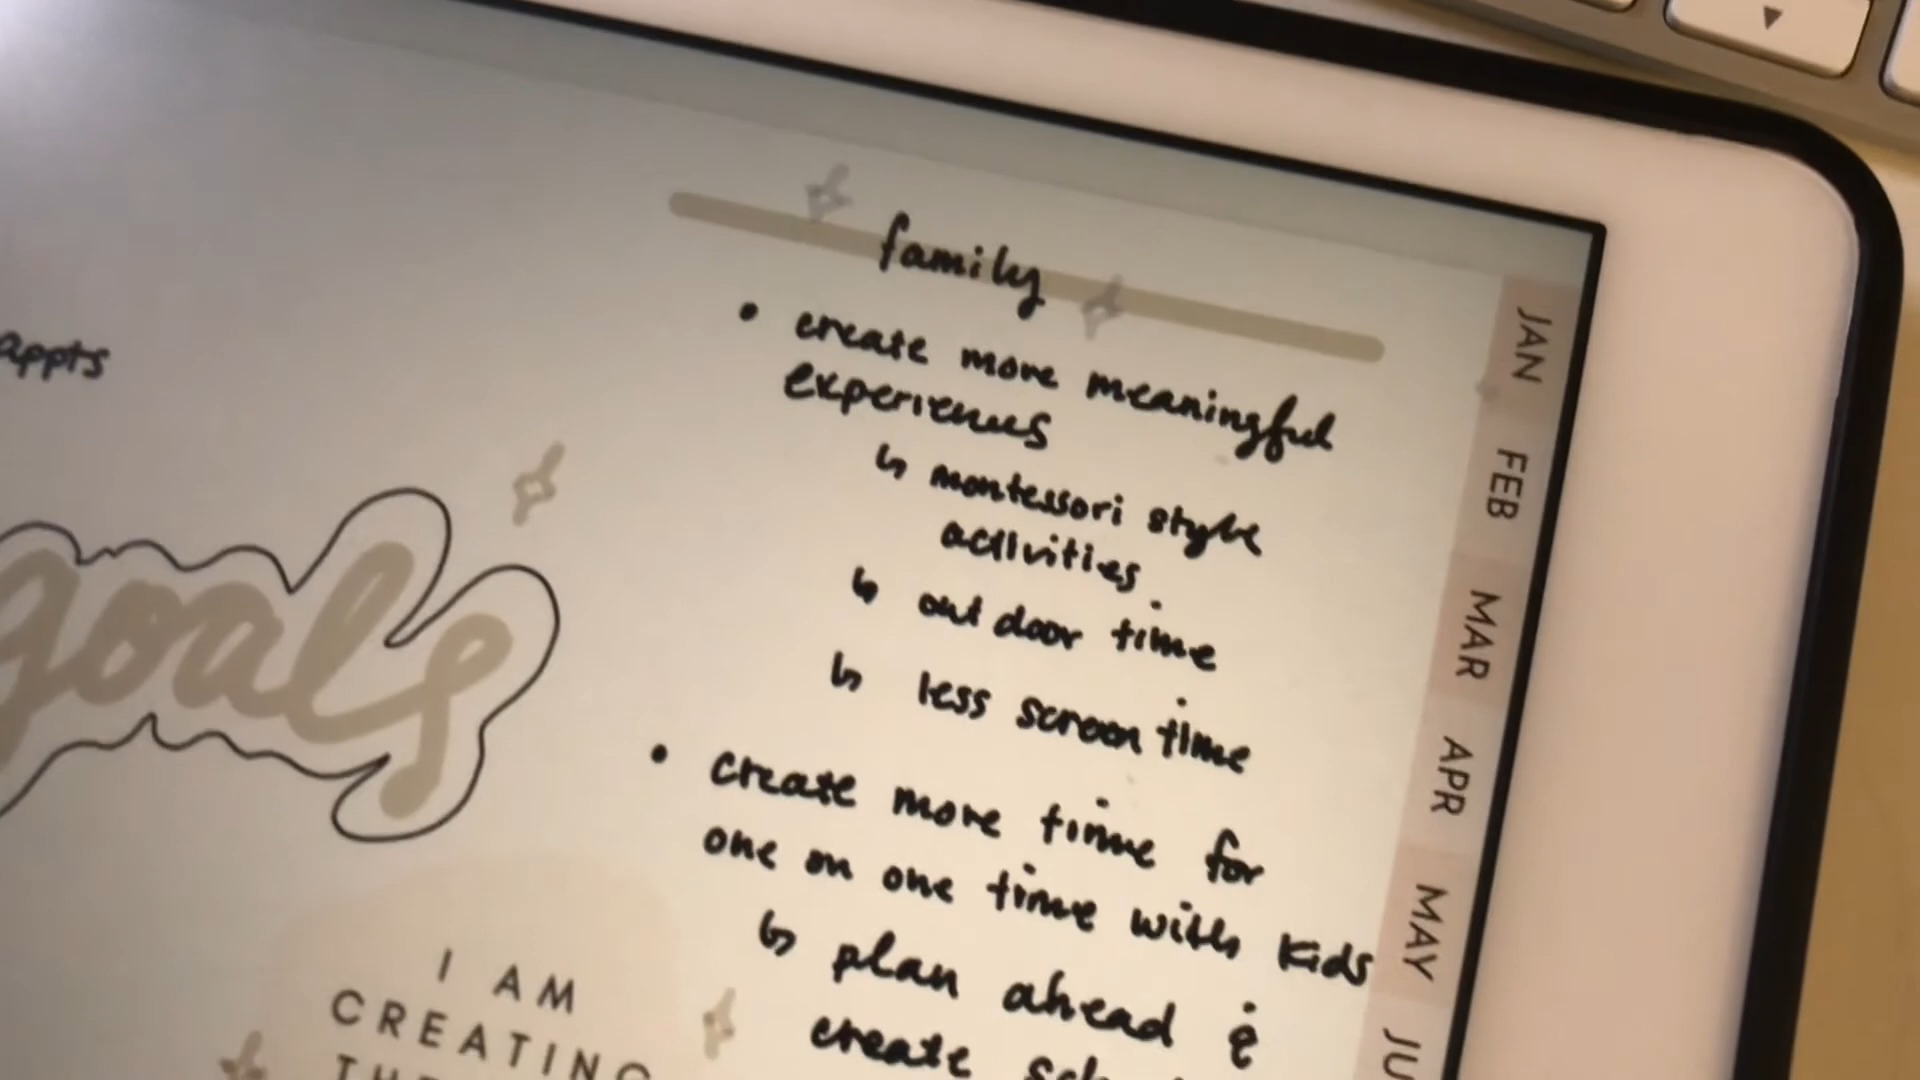 appts
goals
I AM
CREATING
family
• create more meaningful
experiences
↳ montessori style
activities
↳ outdoor time
↳ less screen time
• create more time for
one on one time with kids
↳ plan ahead &
create
JAN
FEB
MAR
APR
MAY